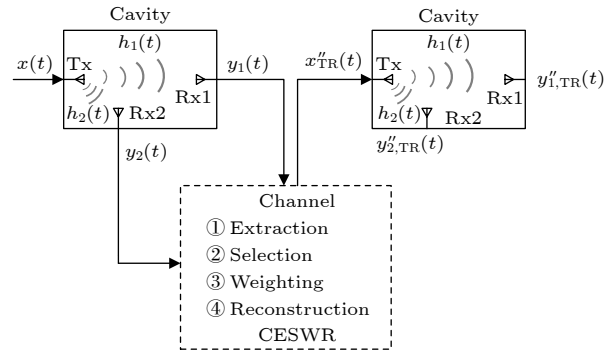 Cavity
x(t)
Tx
h₁(t)
h₂(t)
Rx1
Rx2
y₁(t)
y₂(t)
Cavity
x″TR(t)
Tx
h₁(t)
h₂(t)
Rx1
Rx2
y″1,TR(t)
y″2,TR(t)
Channel
① Extraction
② Selection
③ Weighting
④ Reconstruction
CESWR